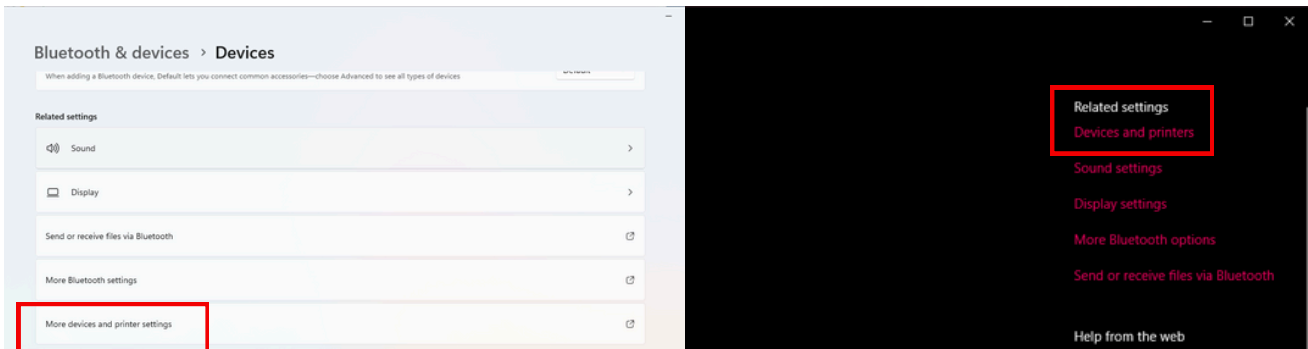 Bluetooth & devices > Devices
When adding a Bluetooth device, Default lets you connect common accessories—choose Advanced to see all types of devices
Default
Related settings
Sound
Display
Send or receive files via Bluetooth
More Bluetooth settings
More devices and printer settings
Related settings
Devices and printers
Sound settings
Display settings
More Bluetooth options
Send or receive files via Bluetooth
Help from the web